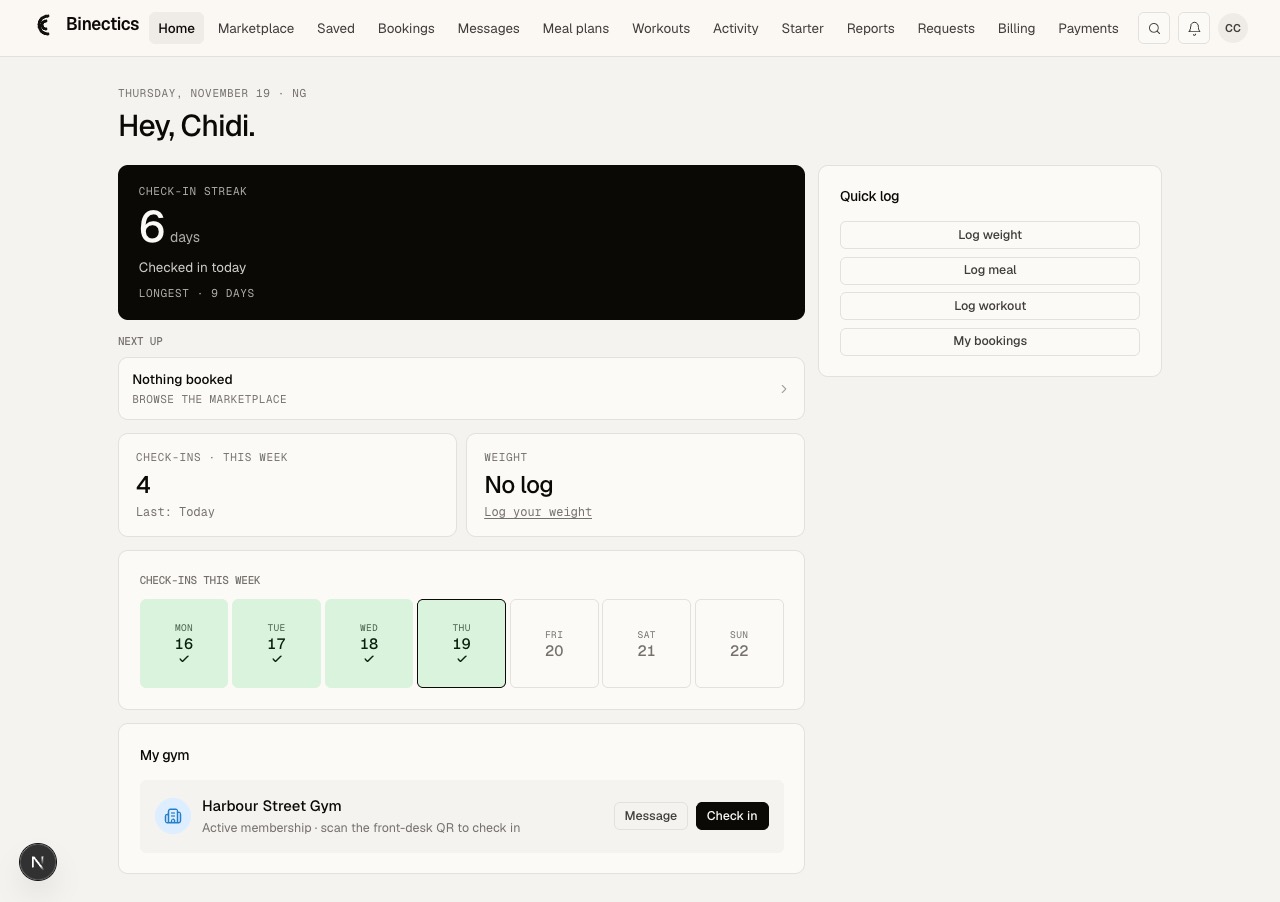 Binectics
Home Marketplace Saved Bookings Messages Meal plans Workouts Activity Starter Reports Requests Billing Payments CC
THURSDAY, NOVEMBER 19 · NG
Hey, Chidi.
CHECK-IN STREAK
6 days
Checked in today
LONGEST · 9 DAYS
NEXT UP
Nothing booked
BROWSE THE MARKETPLACE
CHECK-INS · THIS WEEK
4
Last: Today
WEIGHT
No log
Log your weight
CHECK-INS THIS WEEK
MON TUE WED THU FRI SAT SUN
16 17 18 19 20 21 22
My gym
Harbour Street Gym
Active membership · scan the front-desk QR to check in
Message Check in
Quick log
Log weight
Log meal
Log workout
My bookings
N